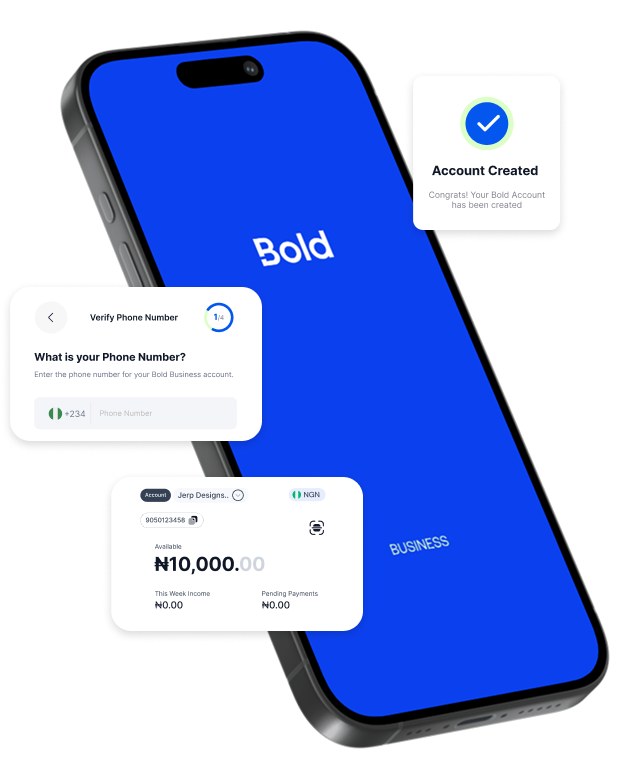 Account Created
Congrats! Your Bold Account
has been created
Bold
Verify Phone Number
1/4
What is your Phone Number?
Enter the phone number for your Bold Business account.
+234
Phone Number
Account
Jerp Designs..
NGN
9050123458
Available
₦10,000.00
This Week Income
Pending Payments
₦0.00
₦0.00
BUSINESS